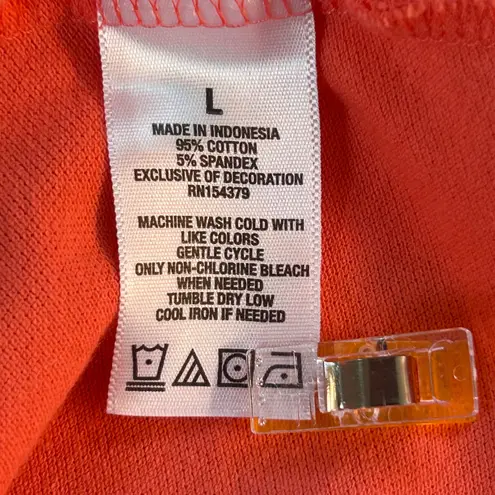 L
MADE IN INDONESIA
95% COTTON
5% SPANDEX
EXCLUSIVE OF DECORATION
RN154379
MACHINE WASH COLD WITH
LIKE COLORS
GENTLE CYCLE
ONLY NON-CHLORINE BLEACH
WHEN NEEDED
TUMBLE DRY LOW
COOL IRON IF NEEDED